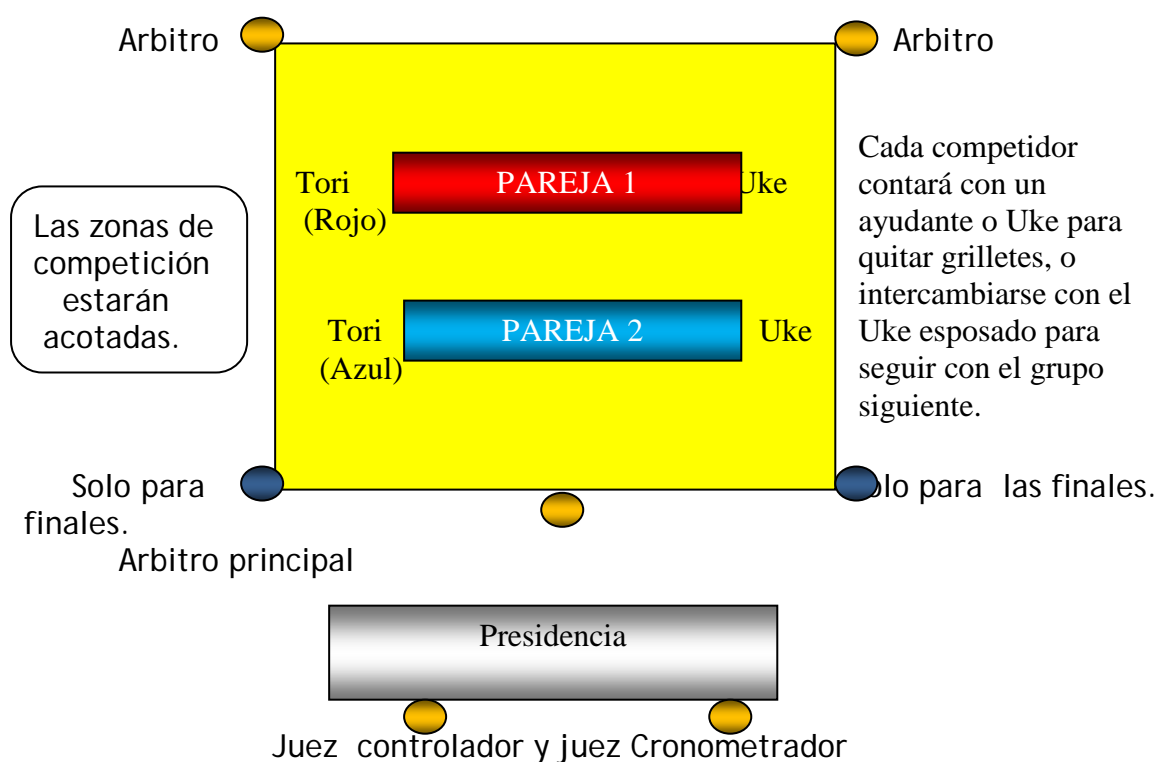 Arbitro
Arbitro
Tori
(Rojo)
PAREJA 1
Uke
Las zonas de
competición
estarán
acotadas.
Tori
(Azul)
PAREJA 2
Uke
Cada competidor
contará con un
ayudante o Uke para
quitar grilletes, o
intercambiarse con el
Uke esposado para
seguir con el grupo
siguiente.
Solo para
finales.
olo para las finales.
Arbitro principal
Presidencia
Juez controlador y juez Cronometrador